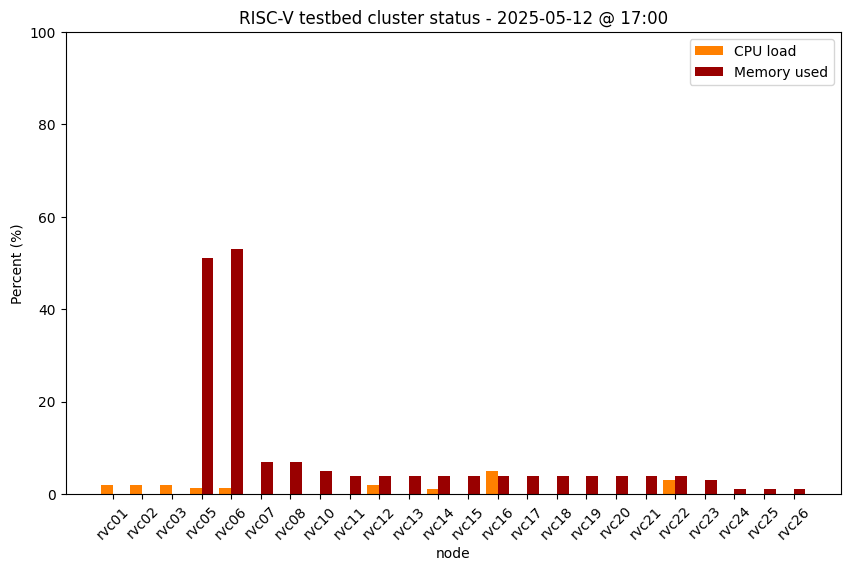 RISC-V testbed cluster status - 2025-05-12 @ 17:00
CPU load
Memory used
Percent (%)
100
80
60
40
20
0
rvc01 rvc02 rvc03 rvc05 rvc06 rvc07 rvc08 rvc10 rvc11 rvc12 rvc13 rvc14 rvc15 rvc16 rvc17 rvc18 rvc19 rvc20 rvc21 rvc22 rvc23 rvc24 rvc25 rvc26
node